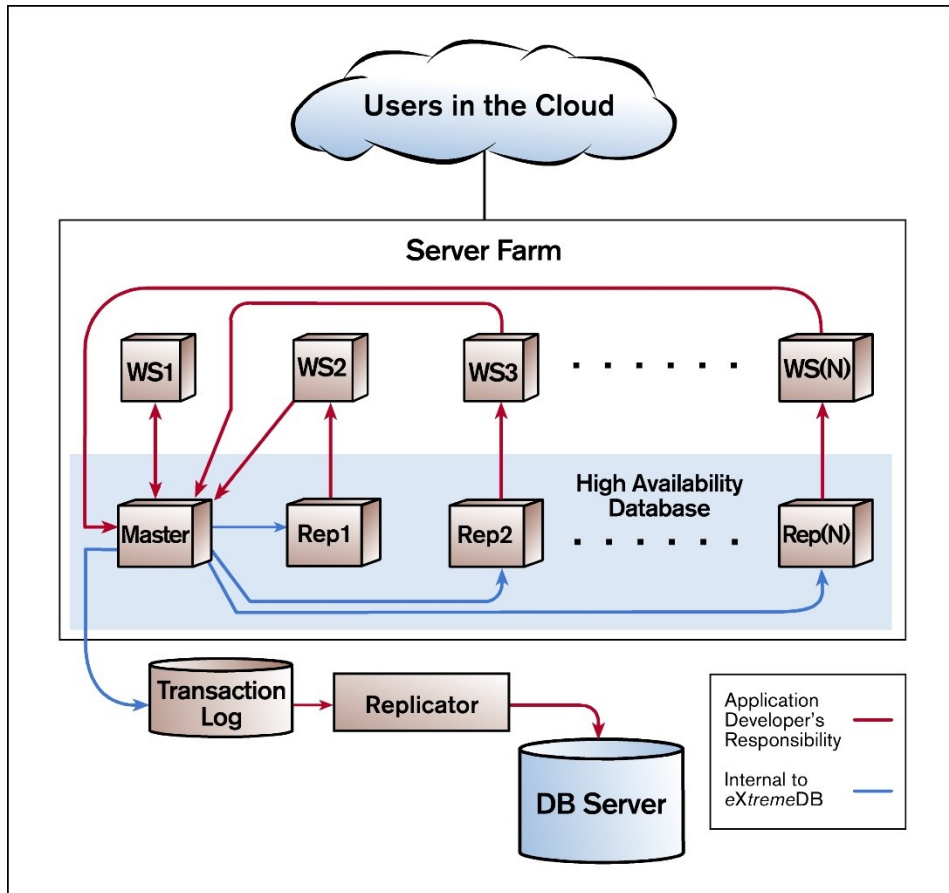 Users in the Cloud
Server Farm
WS1
WS2
WS3
WS(N)
High Availability
Database
Master
Rep1
Rep2
Rep(N)
Transaction
Log
Replicator
DB Server
Application
Developer's
Responsibility
Internal to
eXtremeDB